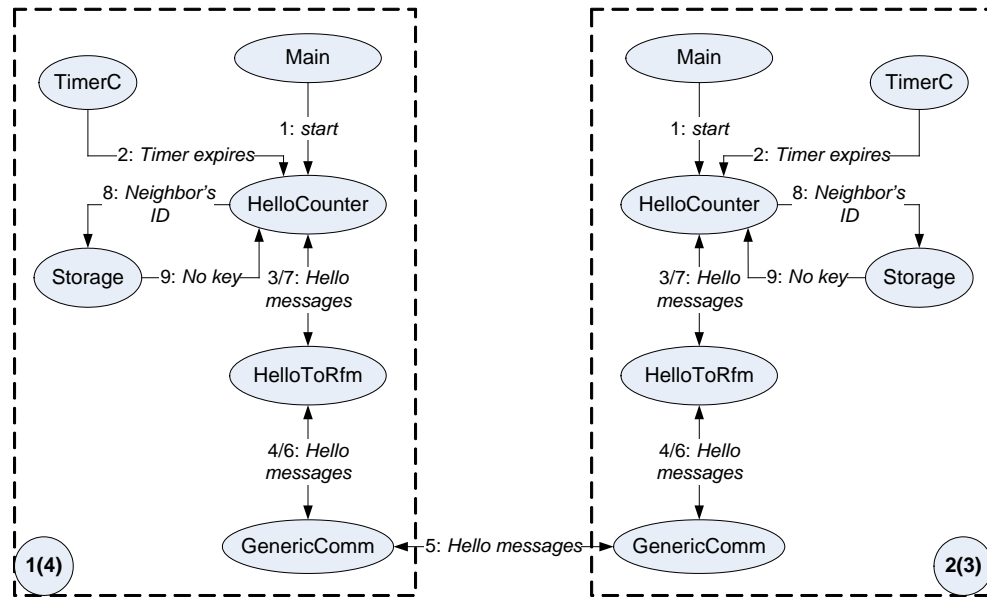 Main
TimerC
1: start
2: Timer expires
8: Neighbor's
ID
HelloCounter
Storage
9: No key
3/7: Hello
messages
HelloToRfm
4/6: Hello
messages
GenericComm
1(4)
5: Hello messages
Main
TimerC
1: start
2: Timer expires
HelloCounter
8: Neighbor's
ID
3/7: Hello
messages
9: No key
Storage
HelloToRfm
4/6: Hello
messages
GenericComm
2(3)